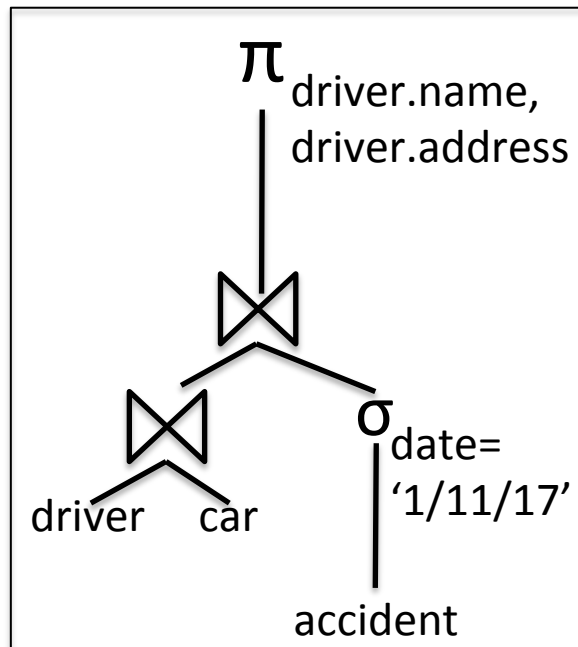 π driver.name,
driver.address
⋈
⋈
σ date=
‘1/11/17’
driver car
accident